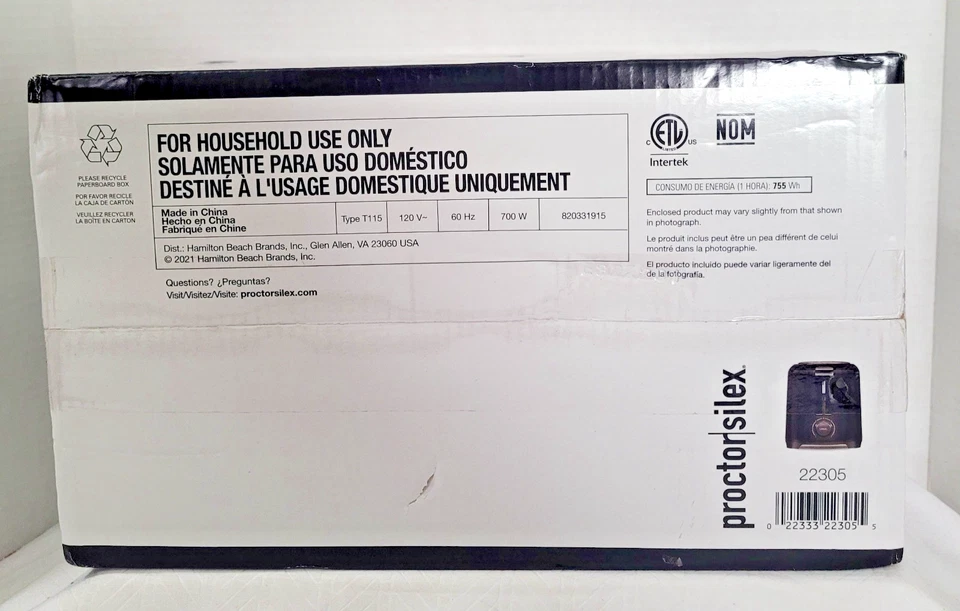 PLEASE RECYCLE
PAPERBOARD BOX
POR FAVOR RECICLE
LA CAJA DE CARTÓN
VEUILLEZ RECYCLER
LA BOÎTE EN CARTON
FOR HOUSEHOLD USE ONLY
SOLAMENTE PARA USO DOMÉSTICO
DESTINÉ À L'USAGE DOMESTIQUE UNIQUEMENT
Made in China
Hecho en China
Fabriqué en Chine
Type T115
120 V~
60 Hz
700 W
820331915
Dist.: Hamilton Beach Brands, Inc., Glen Allen, VA 23060 USA
© 2021 Hamilton Beach Brands, Inc.
Questions? ¿Preguntas?
Visit/Visitez/Visite: proctorsilex.com
C ETL US
LISTED
Intertek
NOM
CONSUMO DE ENERGÍA (1 HORA): 755 Wh
Enclosed product may vary slightly from that shown
in photograph.
Le produit inclus peut être un pea différent de celui
montré dans la photographie.
El producto incluido puede variar ligeramente del
de la fotografía.
proctor silex.
22305
0 22333 22305 5